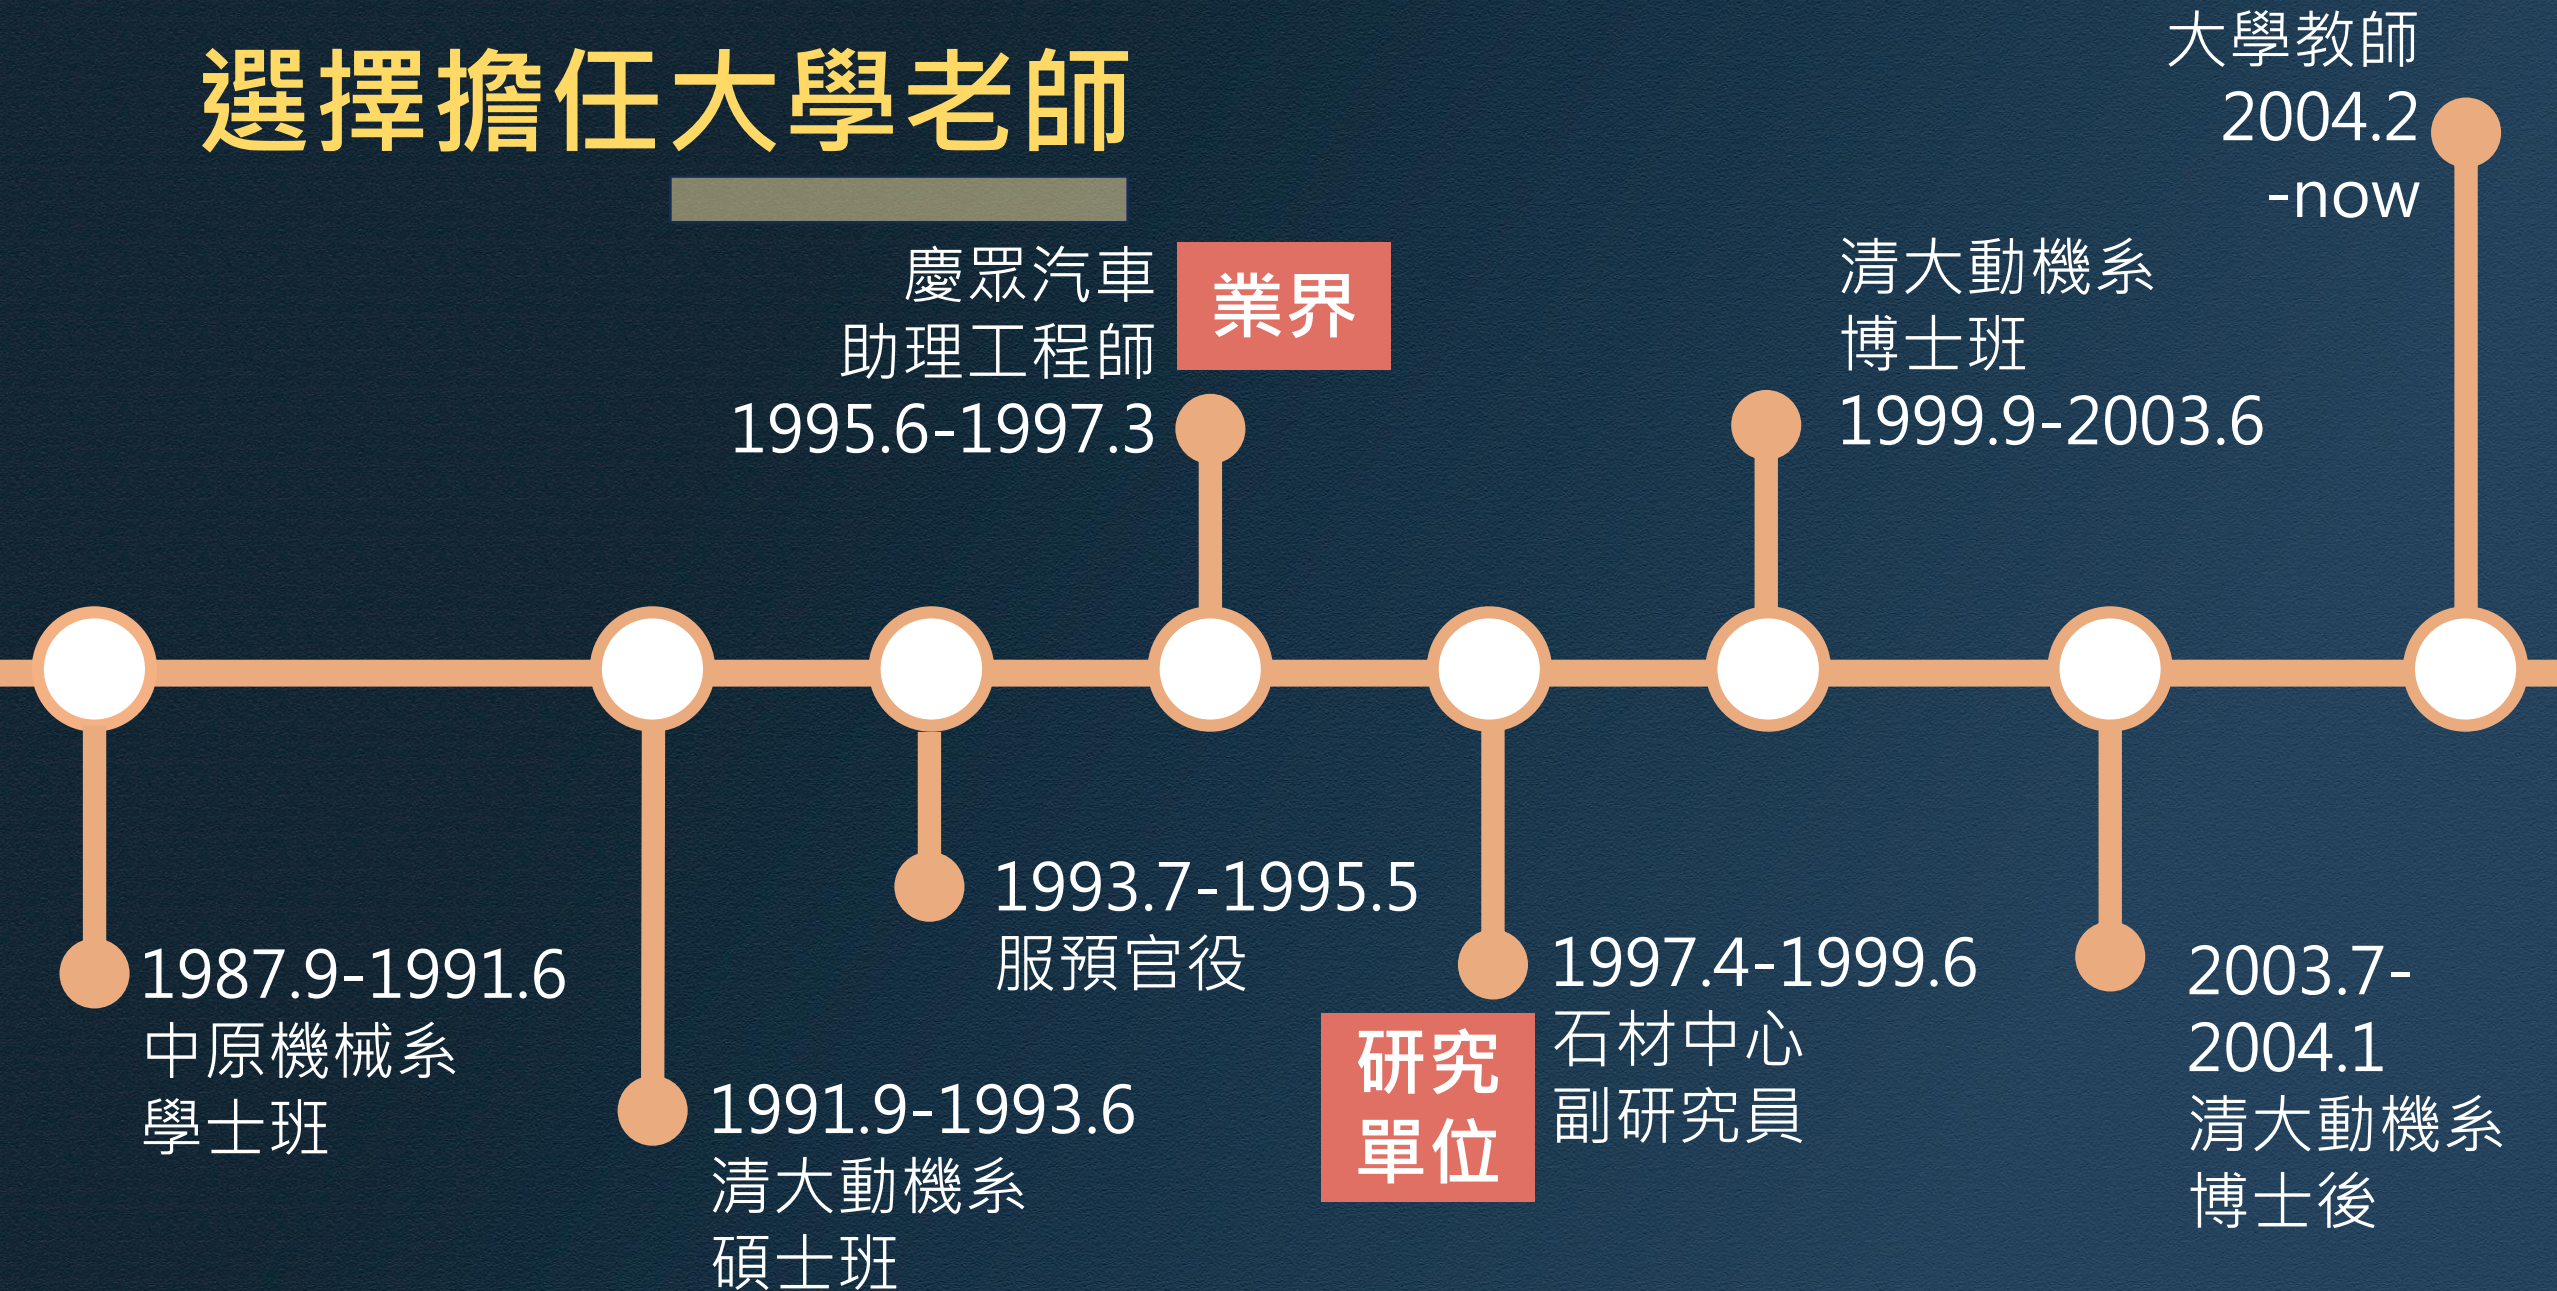 選擇擔任大學老師
1987.9-1991.6
中原機械系
學士班
1991.9-1993.6
清大動機系
碩士班
1993.7-1995.5
服預官役
慶眾汽車
助理工程師
1995.6-1997.3
業界
1997.4-1999.6
石材中心
副研究員
研究
單位
清大動機系
博士班
1999.9-2003.6
2003.7-
2004.1
清大動機系
博士後
大學教師
2004.2
-now